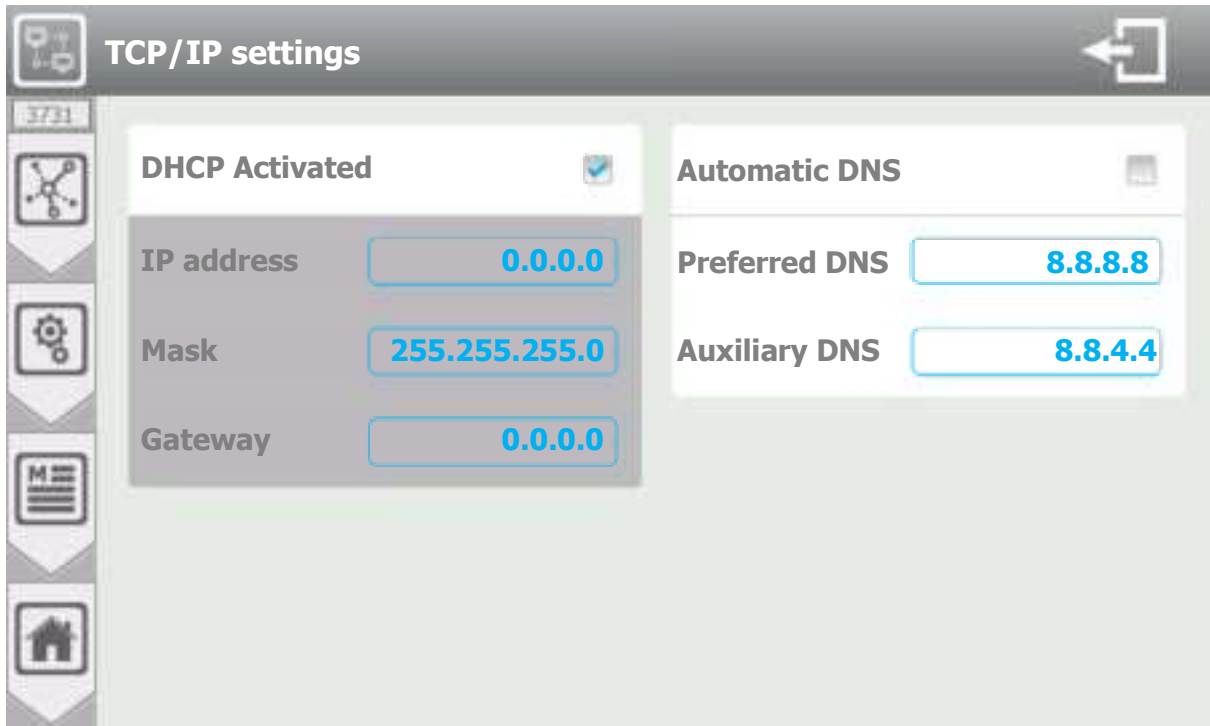 TCP/IP settings
3731
DHCP Activated
IP address 0.0.0.0
Mask 255.255.255.0
Gateway 0.0.0.0
Automatic DNS
Preferred DNS 8.8.8.8
Auxiliary DNS 8.8.4.4
M